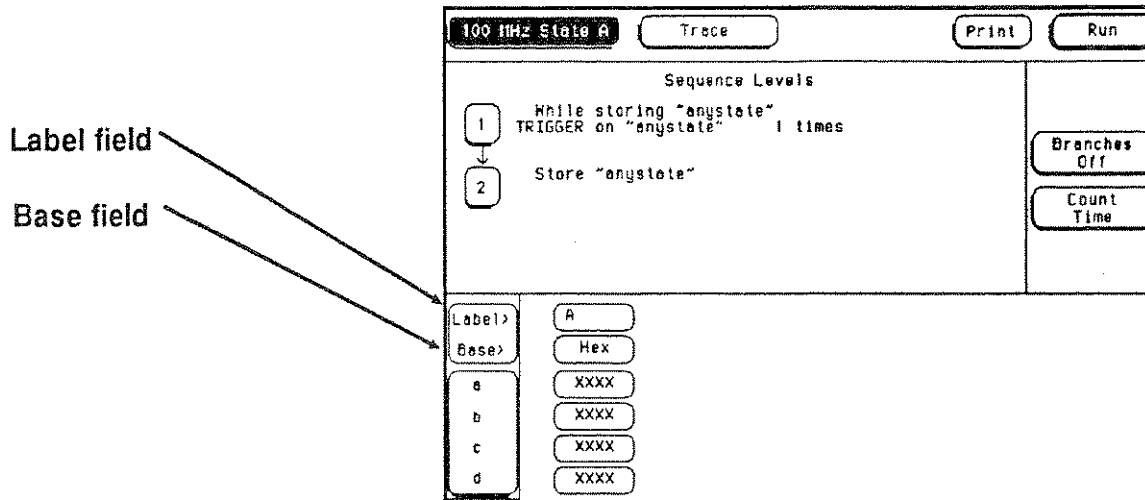 100 MHz State A Trace Print Run
Sequence Levels
1 While storing "anystate"
TRIGGER on "anystate" 1 times
2 Store "anystate"
Branches
Off
Count
Time
Label field
Base field
Label> A
Base> Hex
a XXXX
b XXXX
c XXXX
d XXXX